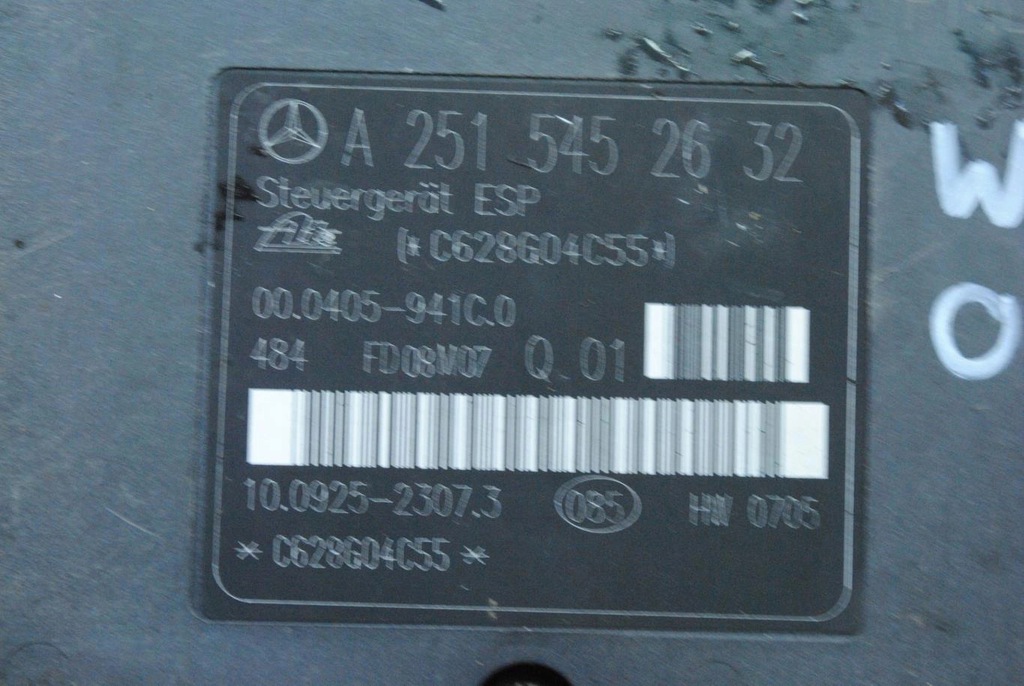 A 251 545 26 32
Steuergerät ESP
Ate (*C628G04C55*)
00.0405-941C.0
484 FD08M07 Q 01
10.0925-2307.3 085 HW 0705
*C628G04C55*
W
O